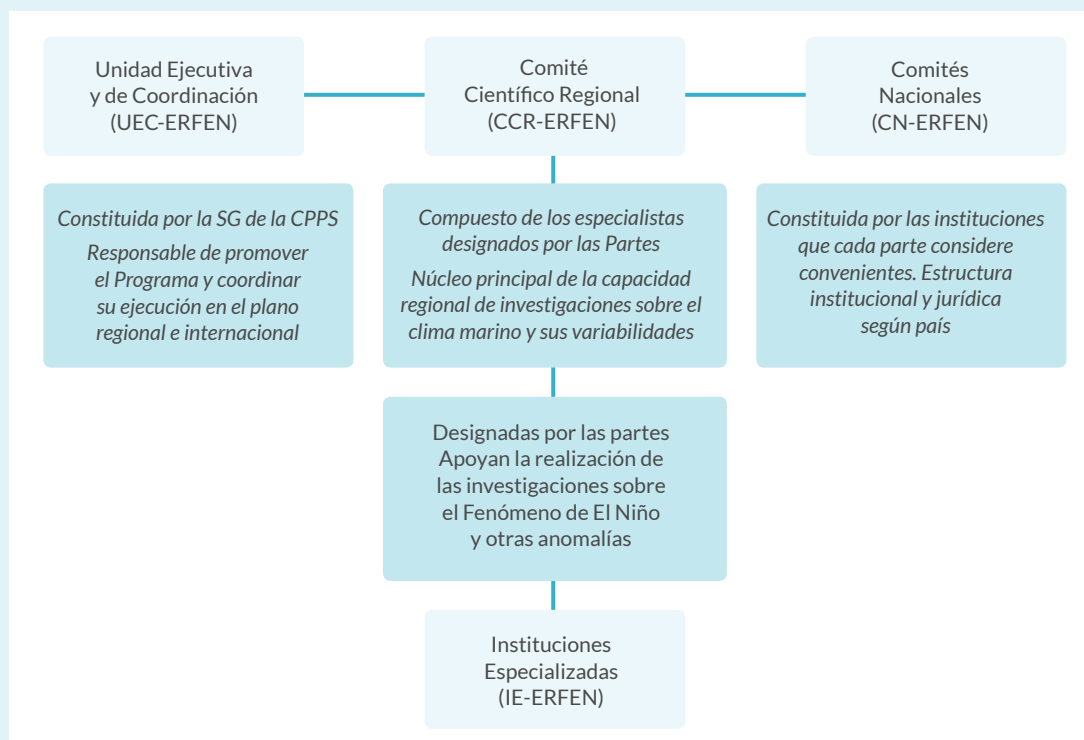 Unidad Ejecutiva
y de Coordinación
(UEC-ERFEN)
Comité
Científico Regional
(CCR-ERFEN)
Comités
Nacionales
(CN-ERFEN)
Constituida por la SG de la CPPS
Responsable de promover
el Programa y coordinar
su ejecución en el plano
regional e internacional
Compuesto de los especialistas
designados por las Partes
Núcleo principal de la capacidad
regional de investigaciones sobre el
clima marino y sus variabilidades
Constituida por las instituciones
que cada parte considere
convenientes. Estructura
institucional y jurídica
según país
Designadas por las partes
Apoyan la realización de
las investigaciones sobre
el Fenómeno de El Niño
y otras anomalías
Instituciones
Especializadas
(IE-ERFEN)